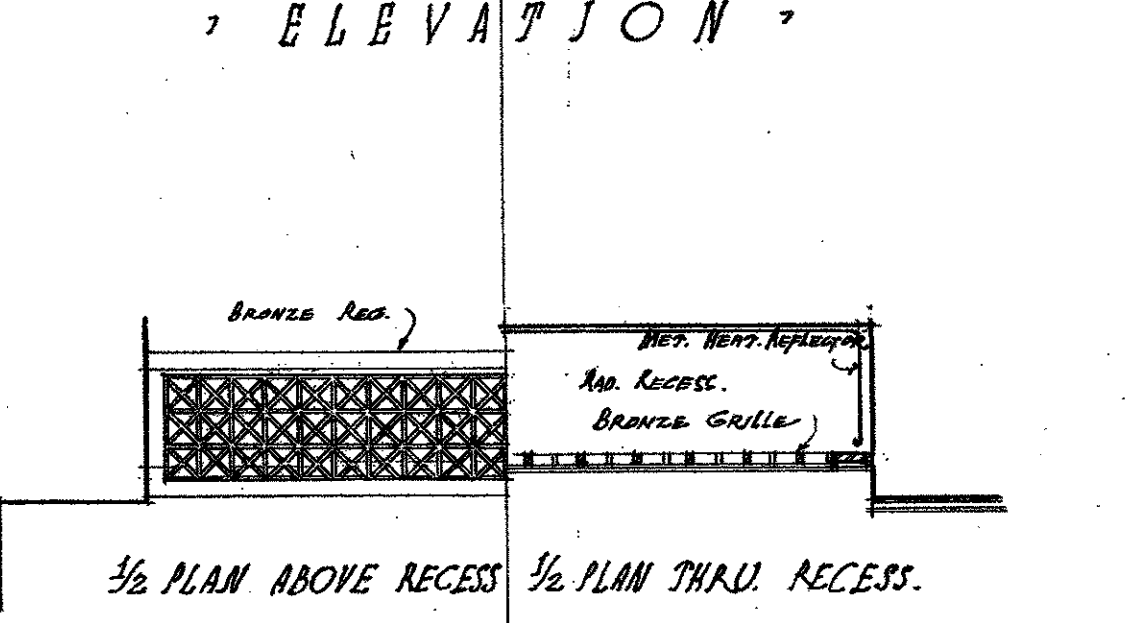 ELEVATION
BRONZE REG.
MET. HEAT. REFLECTOR
RAD. RECESS.
BRONZE GRILLE
1/2 PLAN ABOVE RECESS
1/2 PLAN THRU. RECESS.